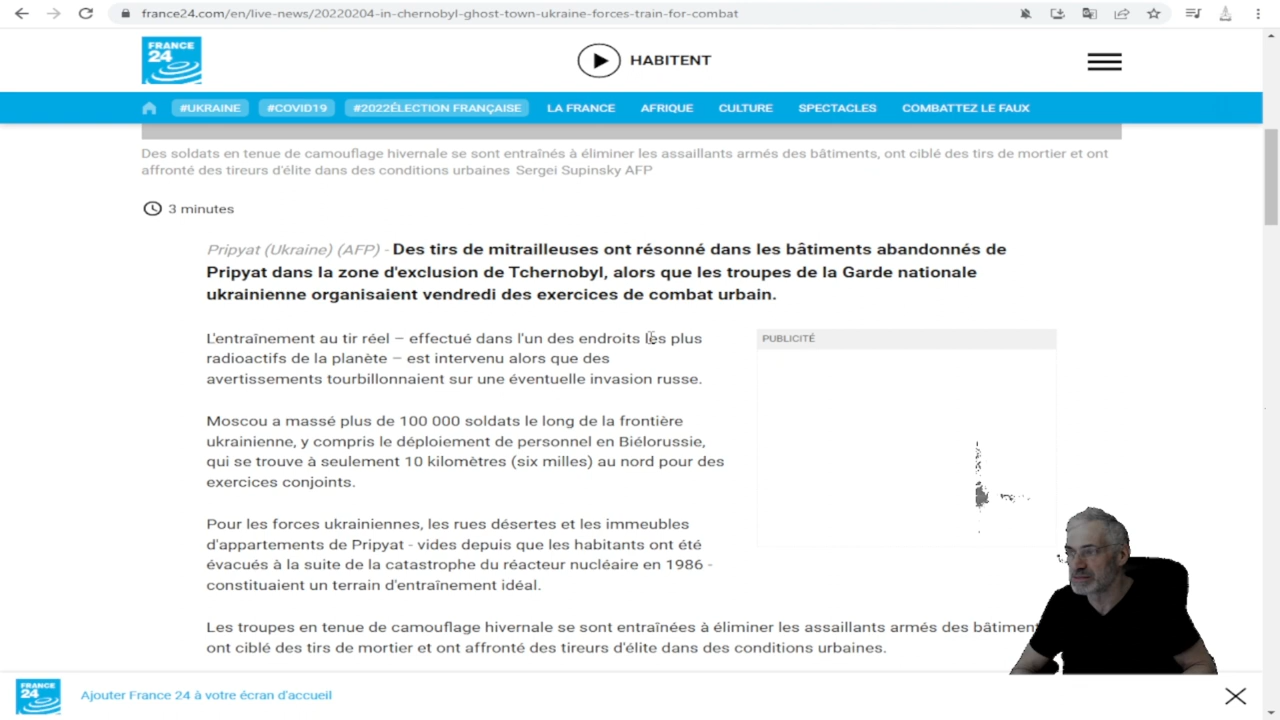 france24.com/en/live-news/20220204-in-chernobyl-ghost-town-ukraine-forces-train-for-combat
FRANCE
24
HABITENT
#UKRAINE #COVID19 #2022ÉLECTION FRANÇAISE LA FRANCE AFRIQUE CULTURE SPECTACLES COMBATTEZ LE FAUX
Des soldats en tenue de camouflage hivernale se sont entraînés à éliminer les assaillants armés des bâtiments, ont ciblé des tirs de mortier et ont
affronté des tireurs d'élite dans des conditions urbaines Sergei Supinsky AFP
3 minutes
Pripyat (Ukraine) (AFP) - Des tirs de mitrailleuses ont résonné dans les bâtiments abandonnés de
Pripyat dans la zone d'exclusion de Tchernobyl, alors que les troupes de la Garde nationale
ukrainienne organisaient vendredi des exercices de combat urbain.
L'entraînement au tir réel – effectué dans l'un des endroits les plus
radioactifs de la planète – est intervenu alors que des
avertissements tourbillonnaient sur une éventuelle invasion russe.
PUBLICITÉ
Moscou a massé plus de 100 000 soldats le long de la frontière
ukrainienne, y compris le déploiement de personnel en Biélorussie,
qui se trouve à seulement 10 kilomètres (six milles) au nord pour des
exercices conjoints.
Pour les forces ukrainiennes, les rues désertes et les immeubles
d'appartements de Pripyat - vides depuis que les habitants ont été
évacués à la suite de la catastrophe du réacteur nucléaire en 1986 -
constituaient un terrain d'entraînement idéal.
Les troupes en tenue de camouflage hivernale se sont entraînées à éliminer les assaillants armés des bâtiment
ont ciblé des tirs de mortier et ont affronté des tireurs d'élite dans des conditions urbaines.
FRANCE
24
Ajouter France 24 à votre écran d'accueil